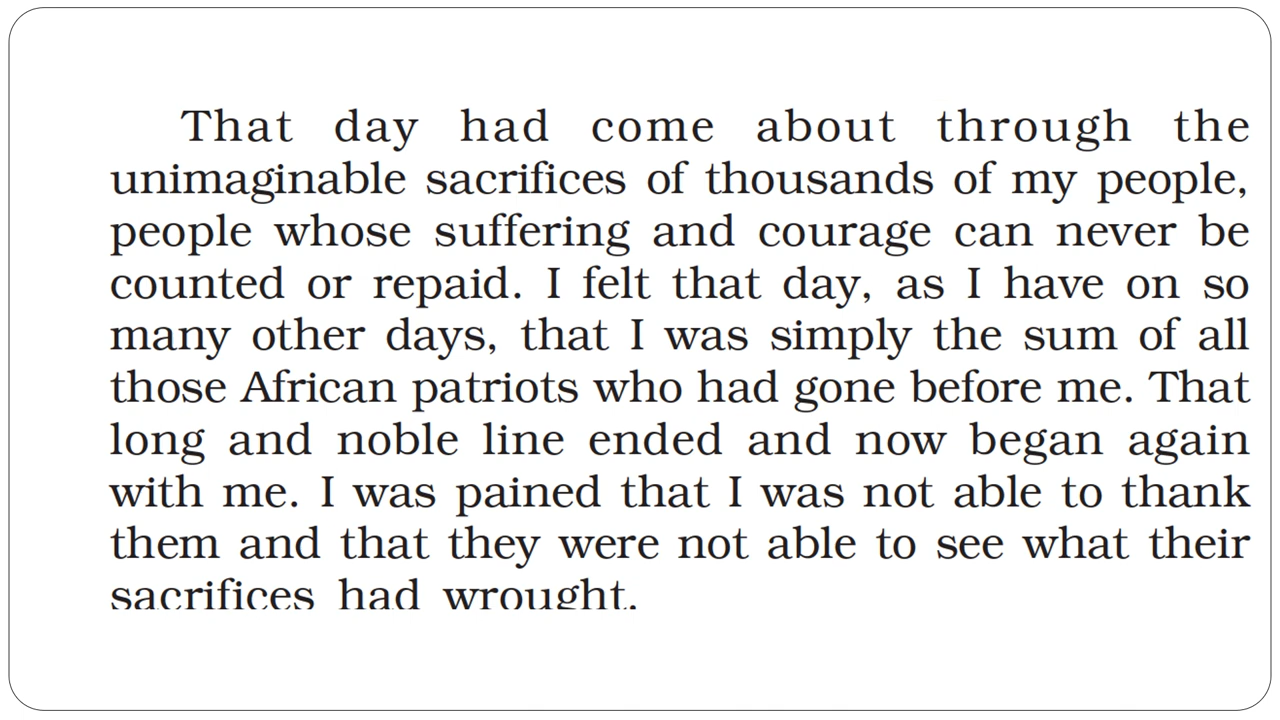 That day had come about through the
unimaginable sacrifices of thousands of my people,
people whose suffering and courage can never be
counted or repaid. I felt that day, as I have on so
many other days, that I was simply the sum of all
those African patriots who had gone before me. That
long and noble line ended and now began again
with me. I was pained that I was not able to thank
them and that they were not able to see what their
sacrifices had wrought.